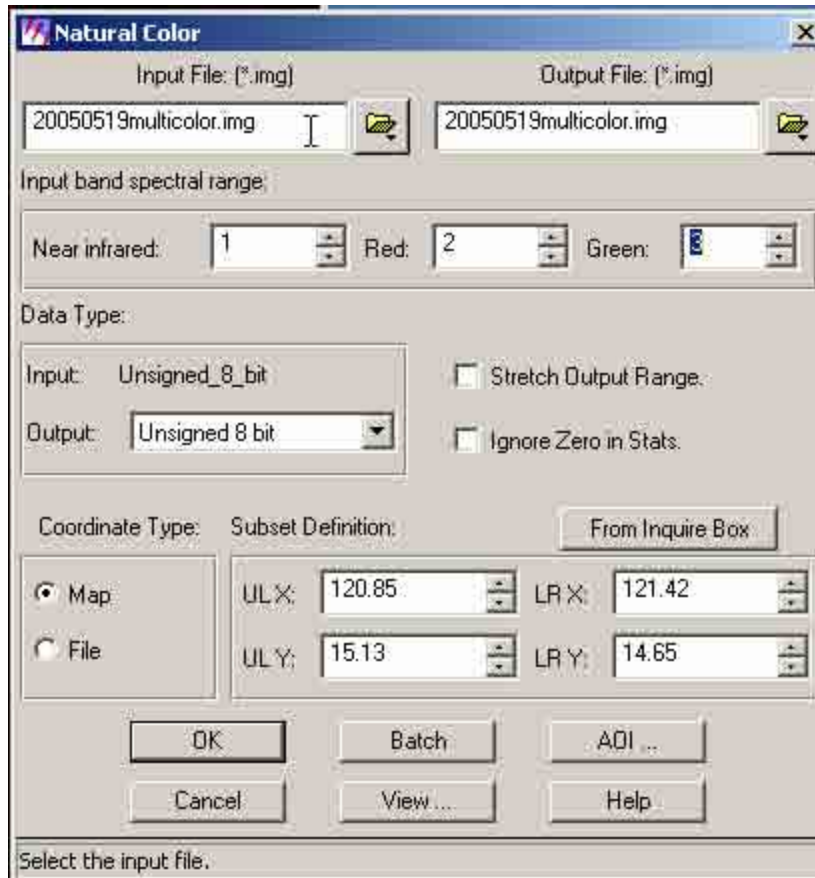 Natural Color
Input File: (*.img) Output File: (*.img)
20050519multicolor.img 20050519multicolor.img
Input band spectral range:
Near infrared: 1 Red: 2 Green: 3
Data Type:
Input: Unsigned_8_bit
Stretch Output Range.
Output: Unsigned 8 bit
Ignore Zero in Stats.
Coordinate Type: Subset Definition: From Inquire Box
Map UL X: 120.85 LR X: 121.42
File UL Y: 15.13 LR Y: 14.65
OK Batch AOI ...
Cancel View ... Help
Select the input file.